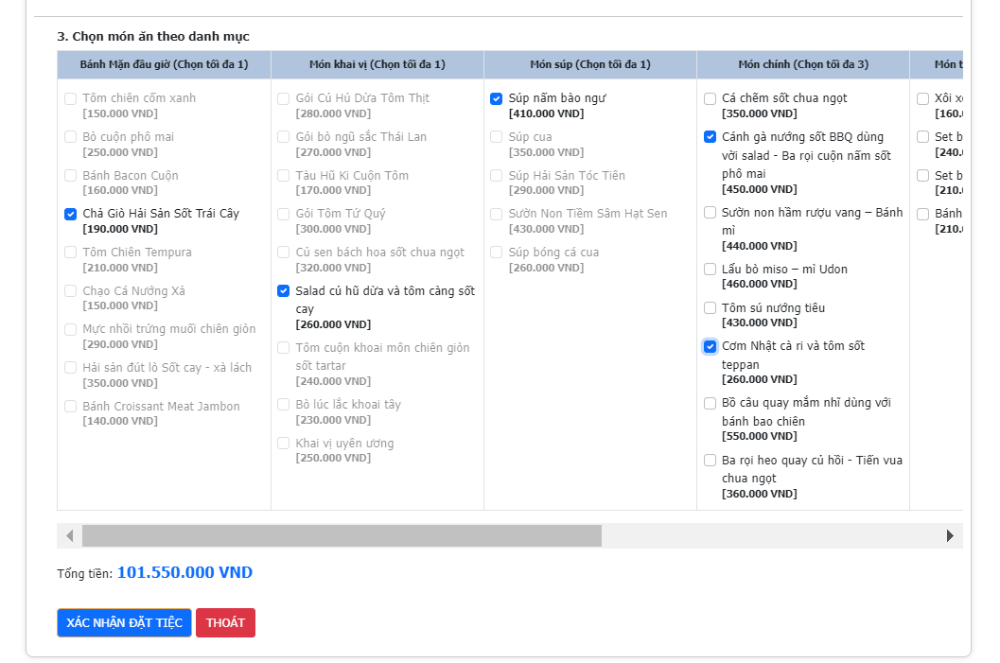 3. Chọn món ăn theo danh mục
Bánh Mặn đầu giờ (Chọn tối đa 1)
Tôm chiên cốm xanh
[150.000 VND]
Bò cuộn phô mai
[250.000 VND]
Bánh Bacon Cuộn
[160.000 VND]
Chả Giò Hải Sản Sốt Trái Cây
[190.000 VND]
Tôm Chiên Tempura
[210.000 VND]
Chạo Cá Nướng Xả
[150.000 VND]
Mực nhồi trứng muối chiên giòn
[290.000 VND]
Hải sản đút lò Sốt cay - xà lách
[350.000 VND]
Bánh Croissant Meat Jambon
[140.000 VND]
Món khai vị (Chọn tối đa 1)
Gỏi Củ Hủ Dừa Tôm Thịt
[280.000 VND]
Gỏi bò ngũ sắc Thái Lan
[270.000 VND]
Tàu Hũ Ki Cuộn Tôm
[170.000 VND]
Gỏi Tôm Tứ Quý
[300.000 VND]
Củ sen bách hoa sốt chua ngọt
[320.000 VND]
Salad củ hũ dừa và tôm càng sốt
cay
[260.000 VND]
Tôm cuộn khoai môn chiên giòn
sốt tartar
[240.000 VND]
Bò lúc lắc khoai tây
[230.000 VND]
Khai vị uyên ương
[250.000 VND]
Món súp (Chọn tối đa 1)
Súp nấm bào ngư
[410.000 VND]
Súp cua
[350.000 VND]
Súp Hải Sản Tóc Tiên
[290.000 VND]
Sườn Non Tiềm Sâm Hạt Sen
[430.000 VND]
Súp bóng cá cua
[260.000 VND]
Món chính (Chọn tối đa 3)
Cá chẽm sốt chua ngọt
[350.000 VND]
Cánh gà nướng sốt BBQ dùng
vời salad - Ba rọi cuộn nấm sốt
phô mai
[450.000 VND]
Sườn non hầm rượu vang – Bánh
mì
[440.000 VND]
Lẩu bò miso – mì Udon
[460.000 VND]
Tôm sú nướng tiêu
[430.000 VND]
Cơm Nhật cà ri và tôm sốt
teppan
[260.000 VND]
Bồ câu quay mắm nhĩ dùng với
bánh bao chiên
[550.000 VND]
Ba rọi heo quay củ hồi - Tiến vua
chua ngọt
[360.000 VND]
Món
Xôi
[160.
Set
[240.
Set
[210.
Bánh
[210.
Tổng tiền: 101.550.000 VND
XÁC NHẬN ĐẶT TIỆC THOÁT